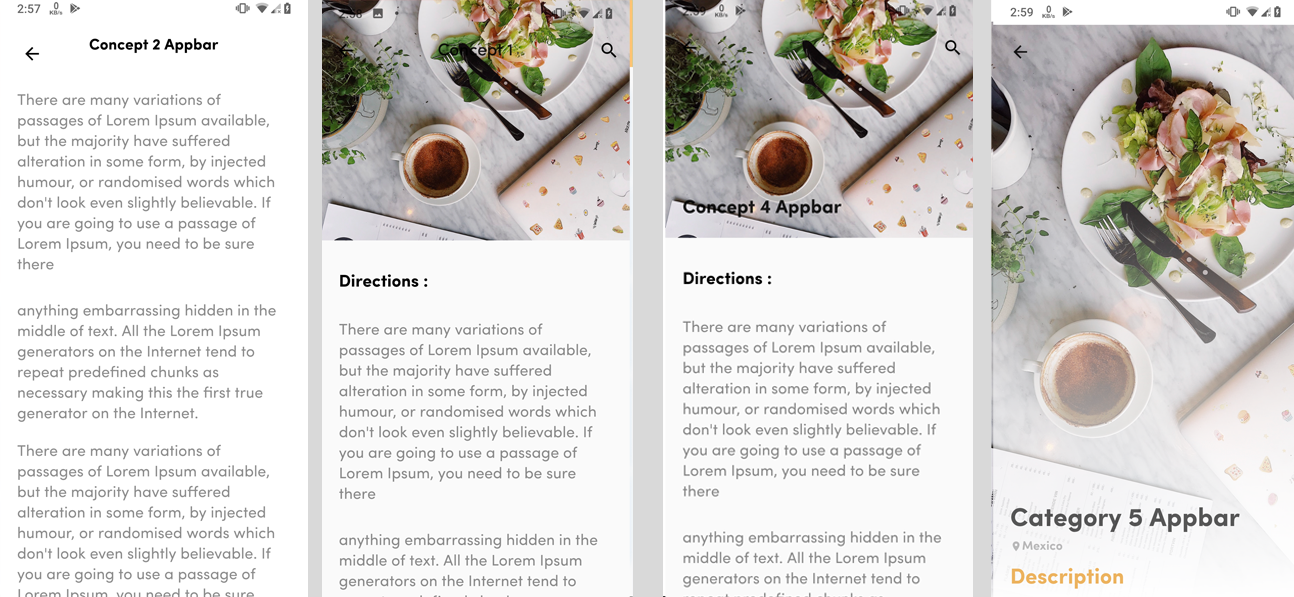 2:57
0
KB/s
Concept 2 Appbar
There are many variations of
passages of Lorem Ipsum available,
but the majority have suffered
alteration in some form, by injected
humour, or randomised words which
don't look even slightly believable. If
you are going to use a passage of
Lorem Ipsum, you need to be sure
there
anything embarrassing hidden in the
middle of text. All the Lorem Ipsum
generators on the Internet tend to
repeat predefined chunks as
necessary making this the first true
generator on the Internet.
There are many variations of
passages of Lorem Ipsum available,
but the majority have suffered
alteration in some form, by injected
humour, or randomised words which
don't look even slightly believable. If
you are going to use a passage of
Lorem Ipsum, you need to be sure
Concept 1
Directions :
There are many variations of
passages of Lorem Ipsum available,
but the majority have suffered
alteration in some form, by injected
humour, or randomised words which
don't look even slightly believable. If
you are going to use a passage of
Lorem Ipsum, you need to be sure
there
anything embarrassing hidden in the
middle of text. All the Lorem Ipsum
generators on the Internet tend to
2:59
0
KB/s
Concept 4 Appbar
Directions :
There are many variations of
passages of Lorem Ipsum available,
but the majority have suffered
alteration in some form, by injected
humour, or randomised words which
don't look even slightly believable. If
you are going to use a passage of
Lorem Ipsum, you need to be sure
there
anything embarrassing hidden in the
middle of text. All the Lorem Ipsum
generators on the Internet tend to
repeat predefined chunks as
2:59
0
KB/s
Category 5 Appbar
Mexico
Description